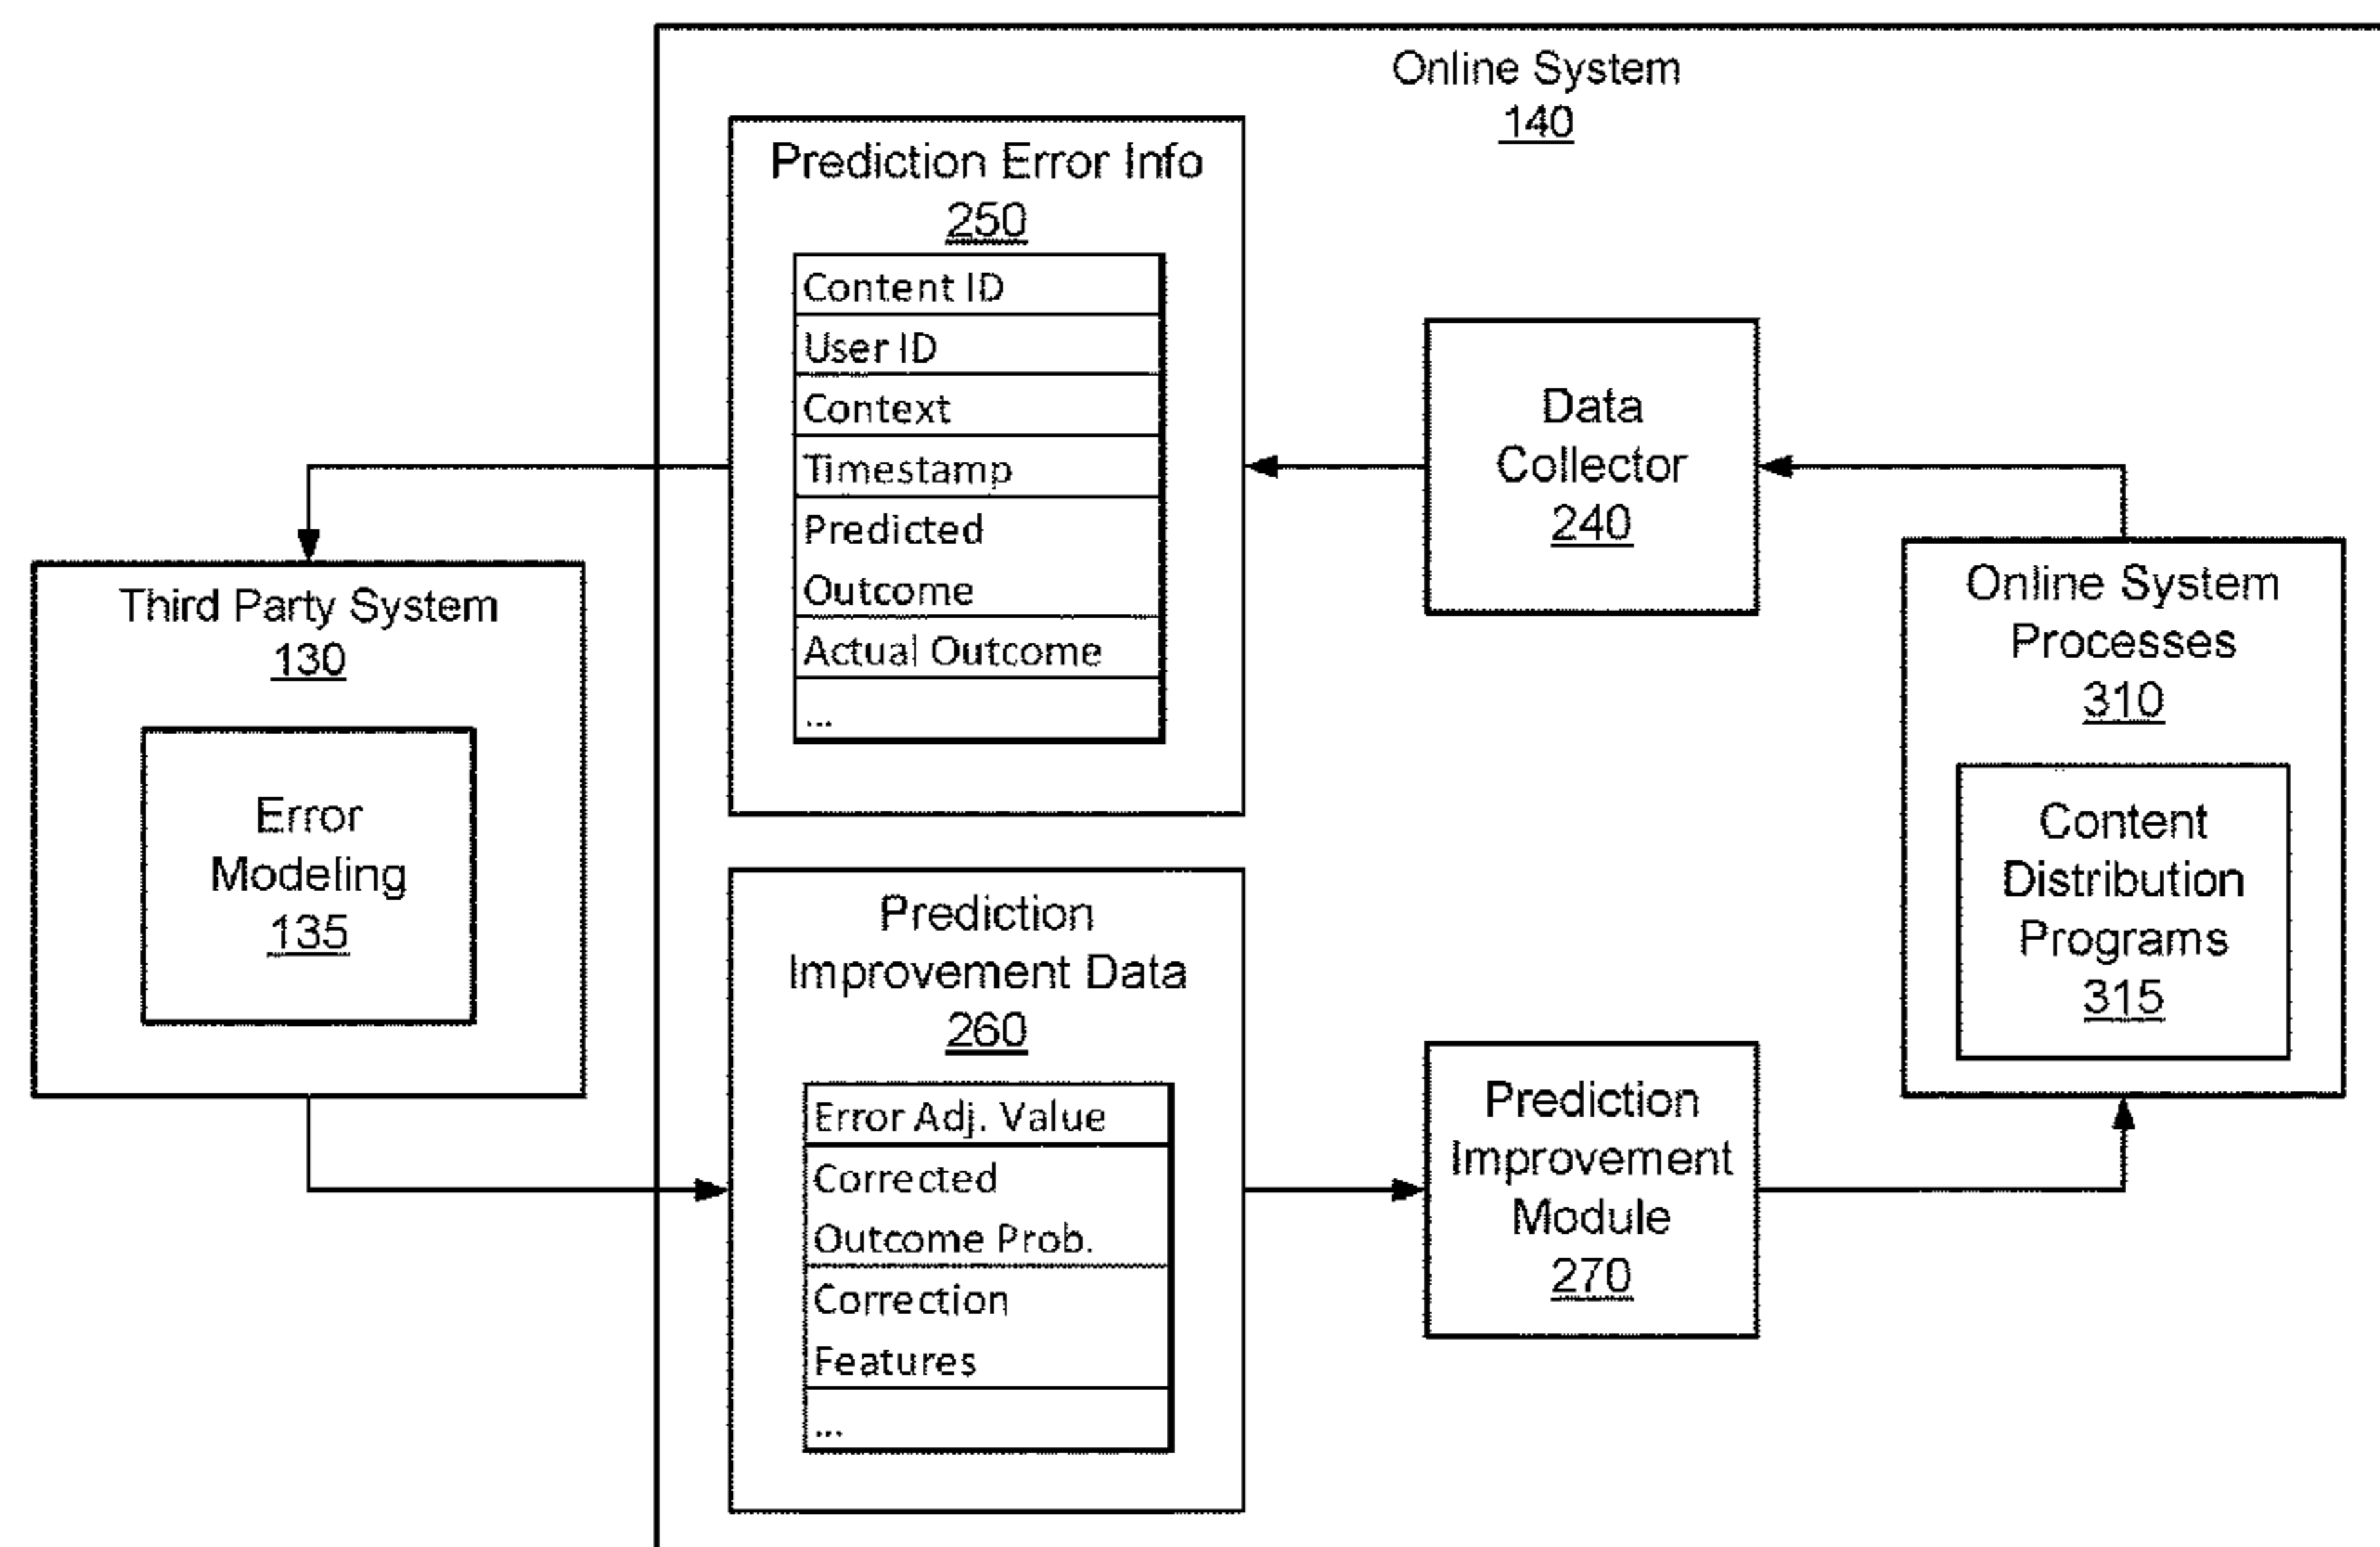 Online System
140
Prediction Error Info
250
Content ID
User ID
Context
Timestamp
Predicted
Outcome
Actual Outcome
...
Data
Collector
240
Online System
Processes
310
Content
Distribution
Programs
315
Third Party System
130
Error
Modeling
135
Prediction
Improvement Data
260
Error Adj. Value
Corrected
Outcome Prob.
Correction
Features
...
Prediction
Improvement
Module
270